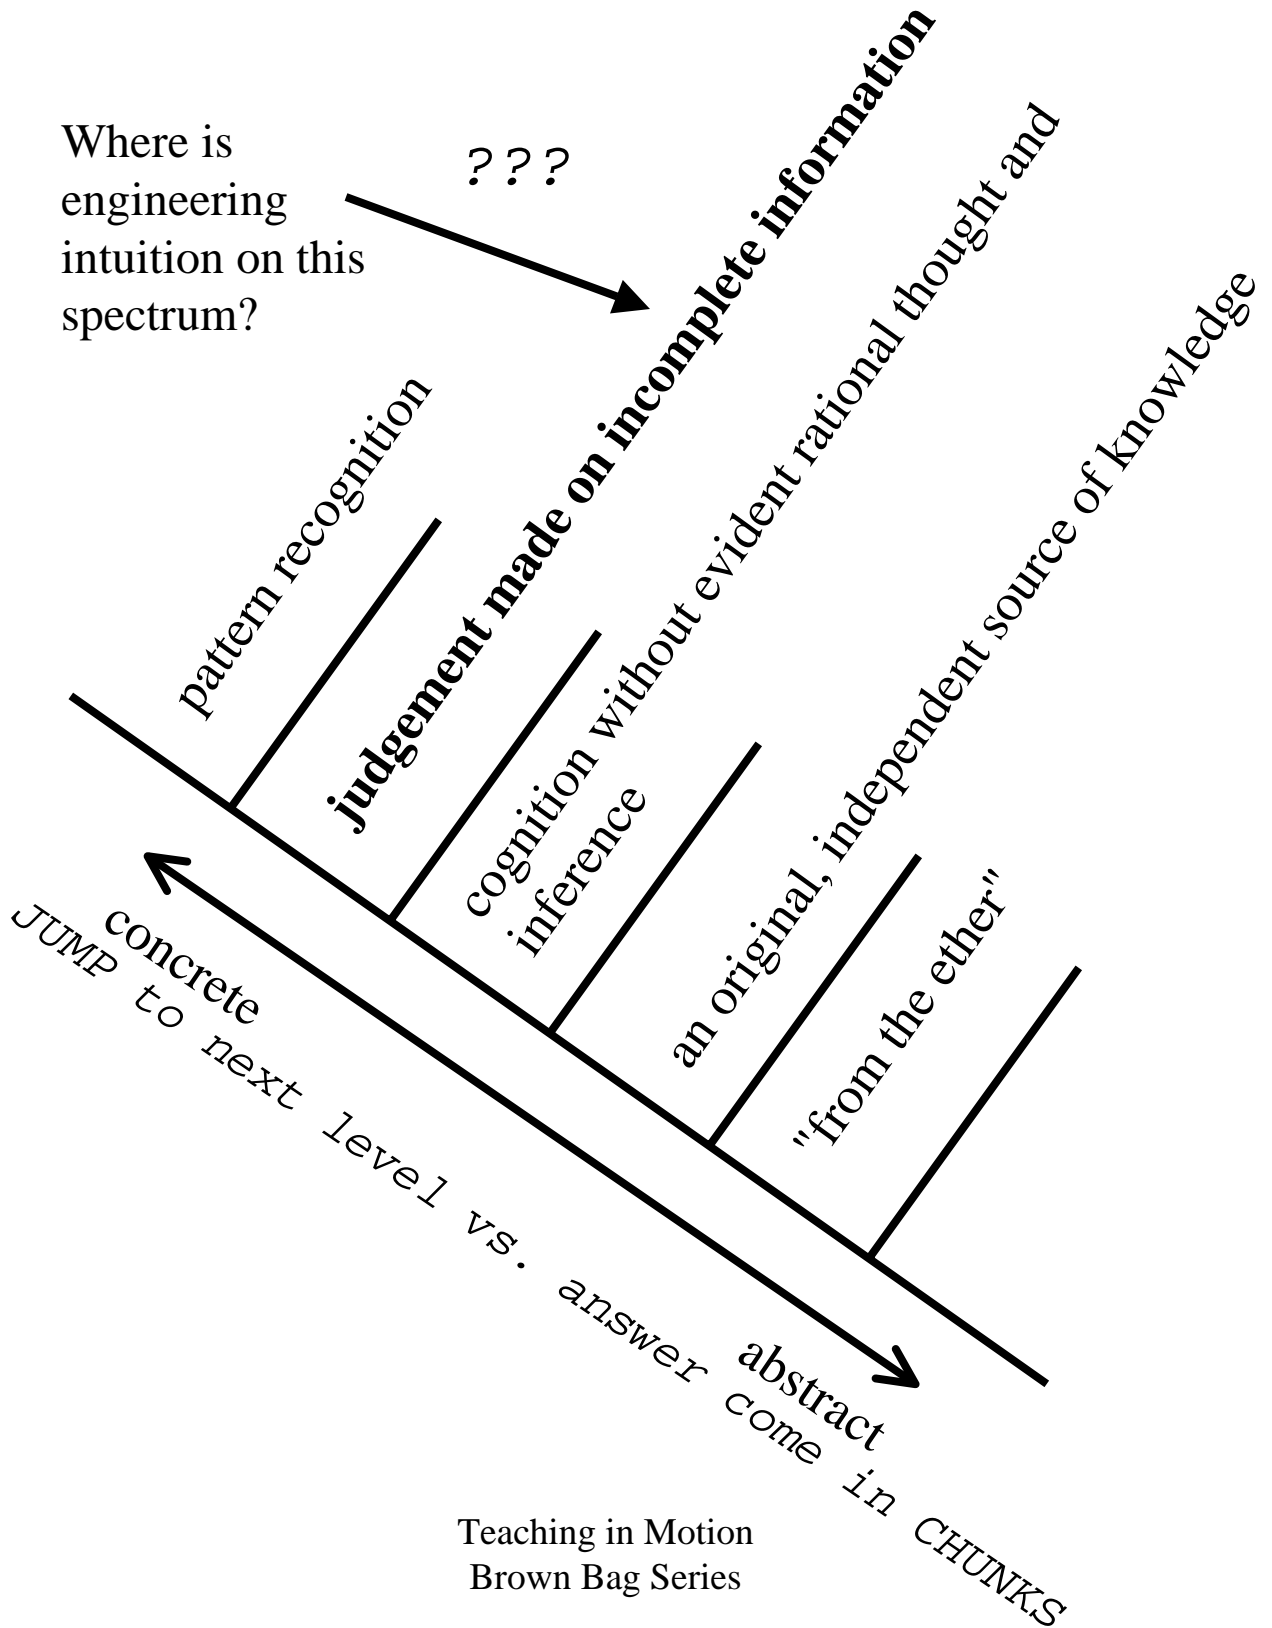 Where is
engineering
intuition on this
spectrum?
???
pattern recognition
judgement made on incomplete information
cognition without evident rational thought and
inference
an original, independent source of knowledge
"from the ether"
concrete
abstract
JUMP to next level vs. answer come in CHUNKS
Teaching in Motion
Brown Bag Series